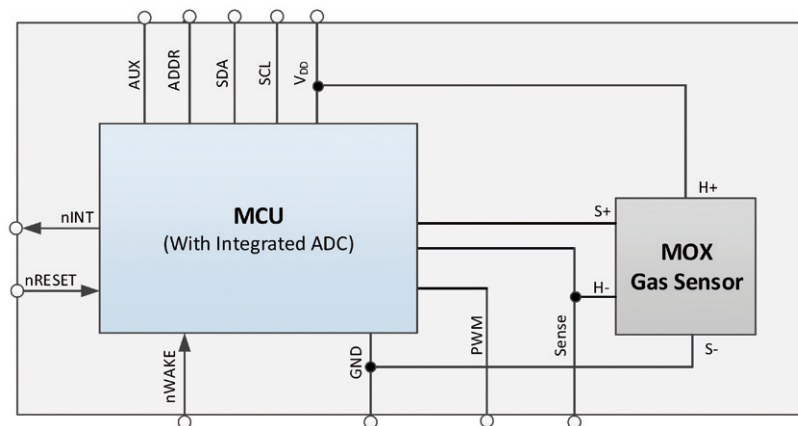 AUX
ADDR
SDA
SCL
VDD
H+
S+
nINT
MCU
(With Integrated ADC)
MOX
Gas Sensor
nRESET
H-
nWAKE
GND
PWM
Sense
S-